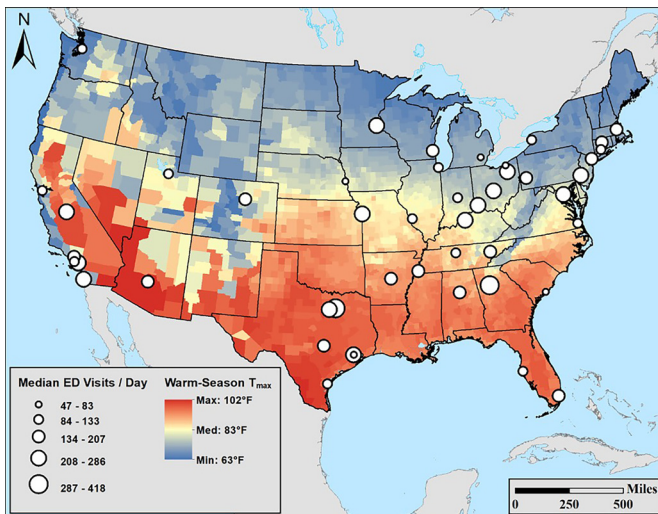 N
Median ED Visits / Day
47 - 83
84 - 133
134 - 207
208 - 286
287 - 418
Warm-Season Tmax
Max: 102°F
Med: 83°F
Min: 63°F
Miles
0 250 500